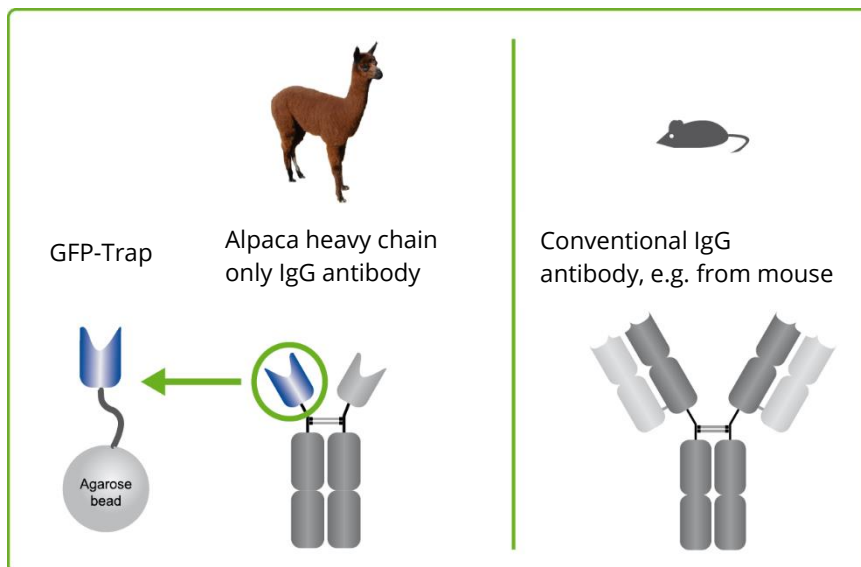 GFP-Trap
Alpaca heavy chain
only IgG antibody
Conventional IgG
antibody, e.g. from mouse
Agarose
bead